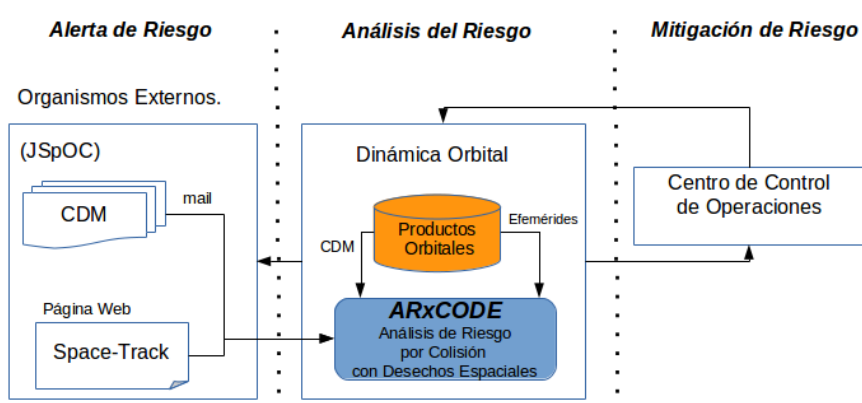 Alerta de Riesgo
Análisis del Riesgo
Mitigación de Riesgo
Organismos Externos.
(JSpOC)
CDM
mail
Página Web
Space-Track
Dinámica Orbital
Productos
Orbitales
CDM
Efemérides
ARxCODE
Análisis de Riesgo
por Colisión
con Desechos Espaciales
Centro de Control
de Operaciones